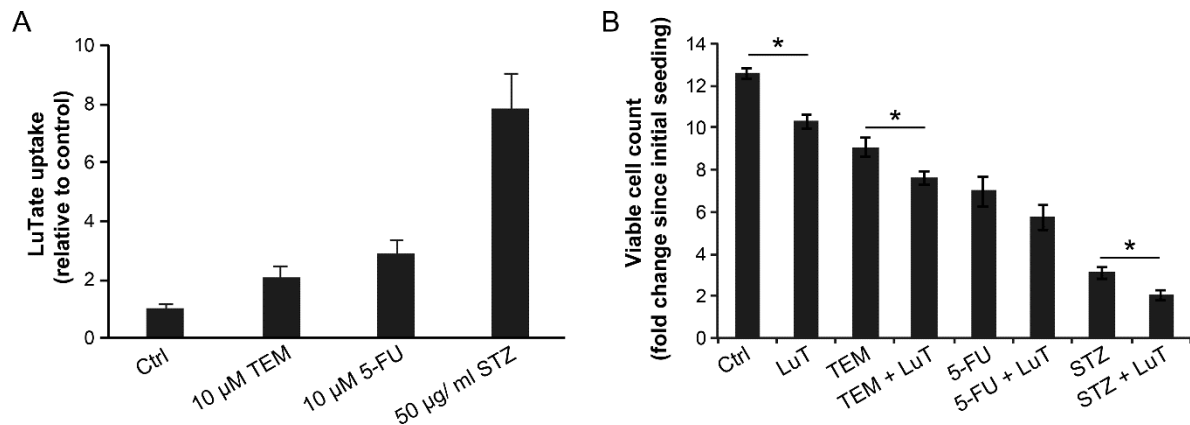 A
LuTate uptake
(relative to control)
10
8
6
4
2
0
Ctrl
10 µM TEM
10 µM 5-FU
50 µg/ ml STZ
B
Viable cell count
(fold change since initial seeding)
14
12
10
8
6
4
2
0
*
*
*
Ctrl
LuT
TEM
TEM + LuT
5-FU
5-FU + LuT
STZ
STZ + LuT